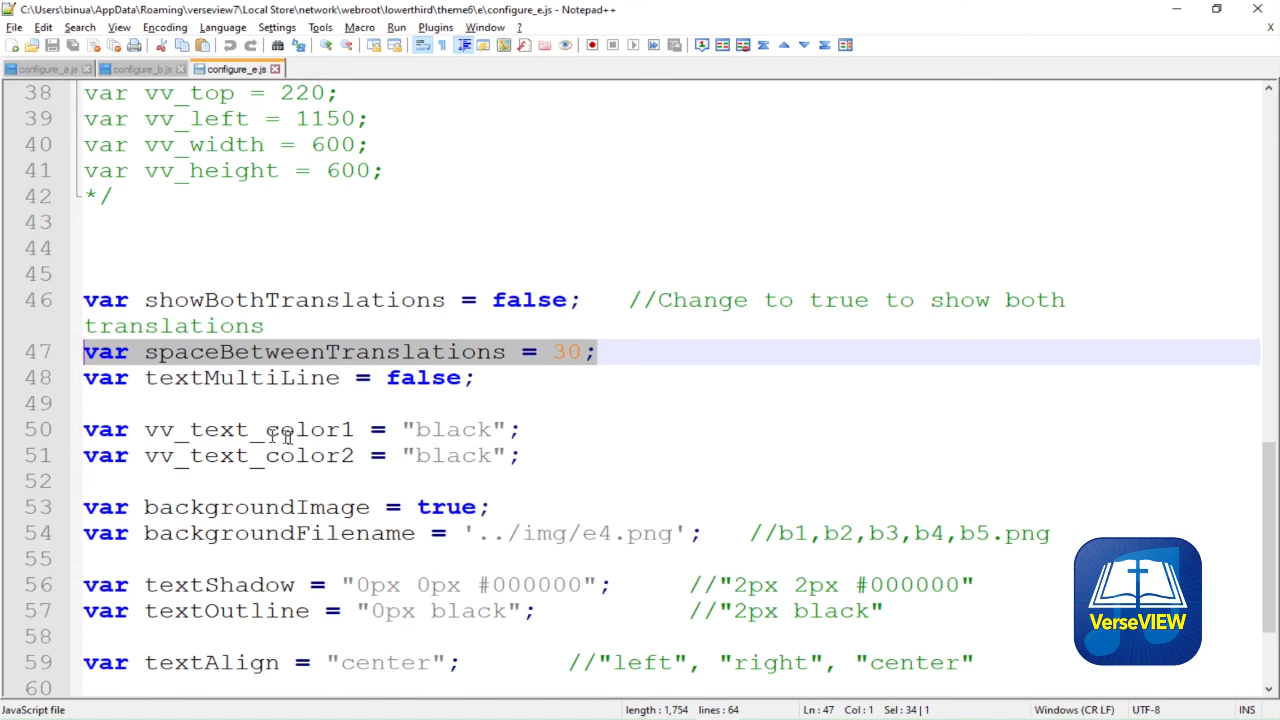 C:\Users\binua\AppData\Roaming\verseview7\Local Store\network\webroot\lowerthird\theme6\e\configure_e.js - Notepad++
File Edit Search View Encoding Language Settings Tools Macro Run Plugins Window ?
X
configure_a.js configure_b.js configure_e.js
38 var vv_top = 220;
39 var vv_left = 1150;
40 var vv_width = 600;
41 var vv_height = 600;
42 */
43
44
45
46 var showBothTranslations = false; //Change to true to show both
translations
47 var spaceBetweenTranslations = 30;
48 var textMultiLine = false;
49
50 var vv_text_color1 = "black";
51 var vv_text_color2 = "black";
52
53 var backgroundImage = true;
54 var backgroundFilename = '../img/e4.png'; //b1,b2,b3,b4,b5.png
55
56 var textShadow = "0px 0px #000000"; //"2px 2px #000000"
57 var textOutline = "0px black"; //"2px black"
58
59 var textAlign = "center"; //"left", "right", "center"
60
VerseVIEW
JavaScript file length : 1,754 lines : 64 Ln : 47 Col : 1 Sel : 34 | 1 Windows (CR LF) UTF-8 INS